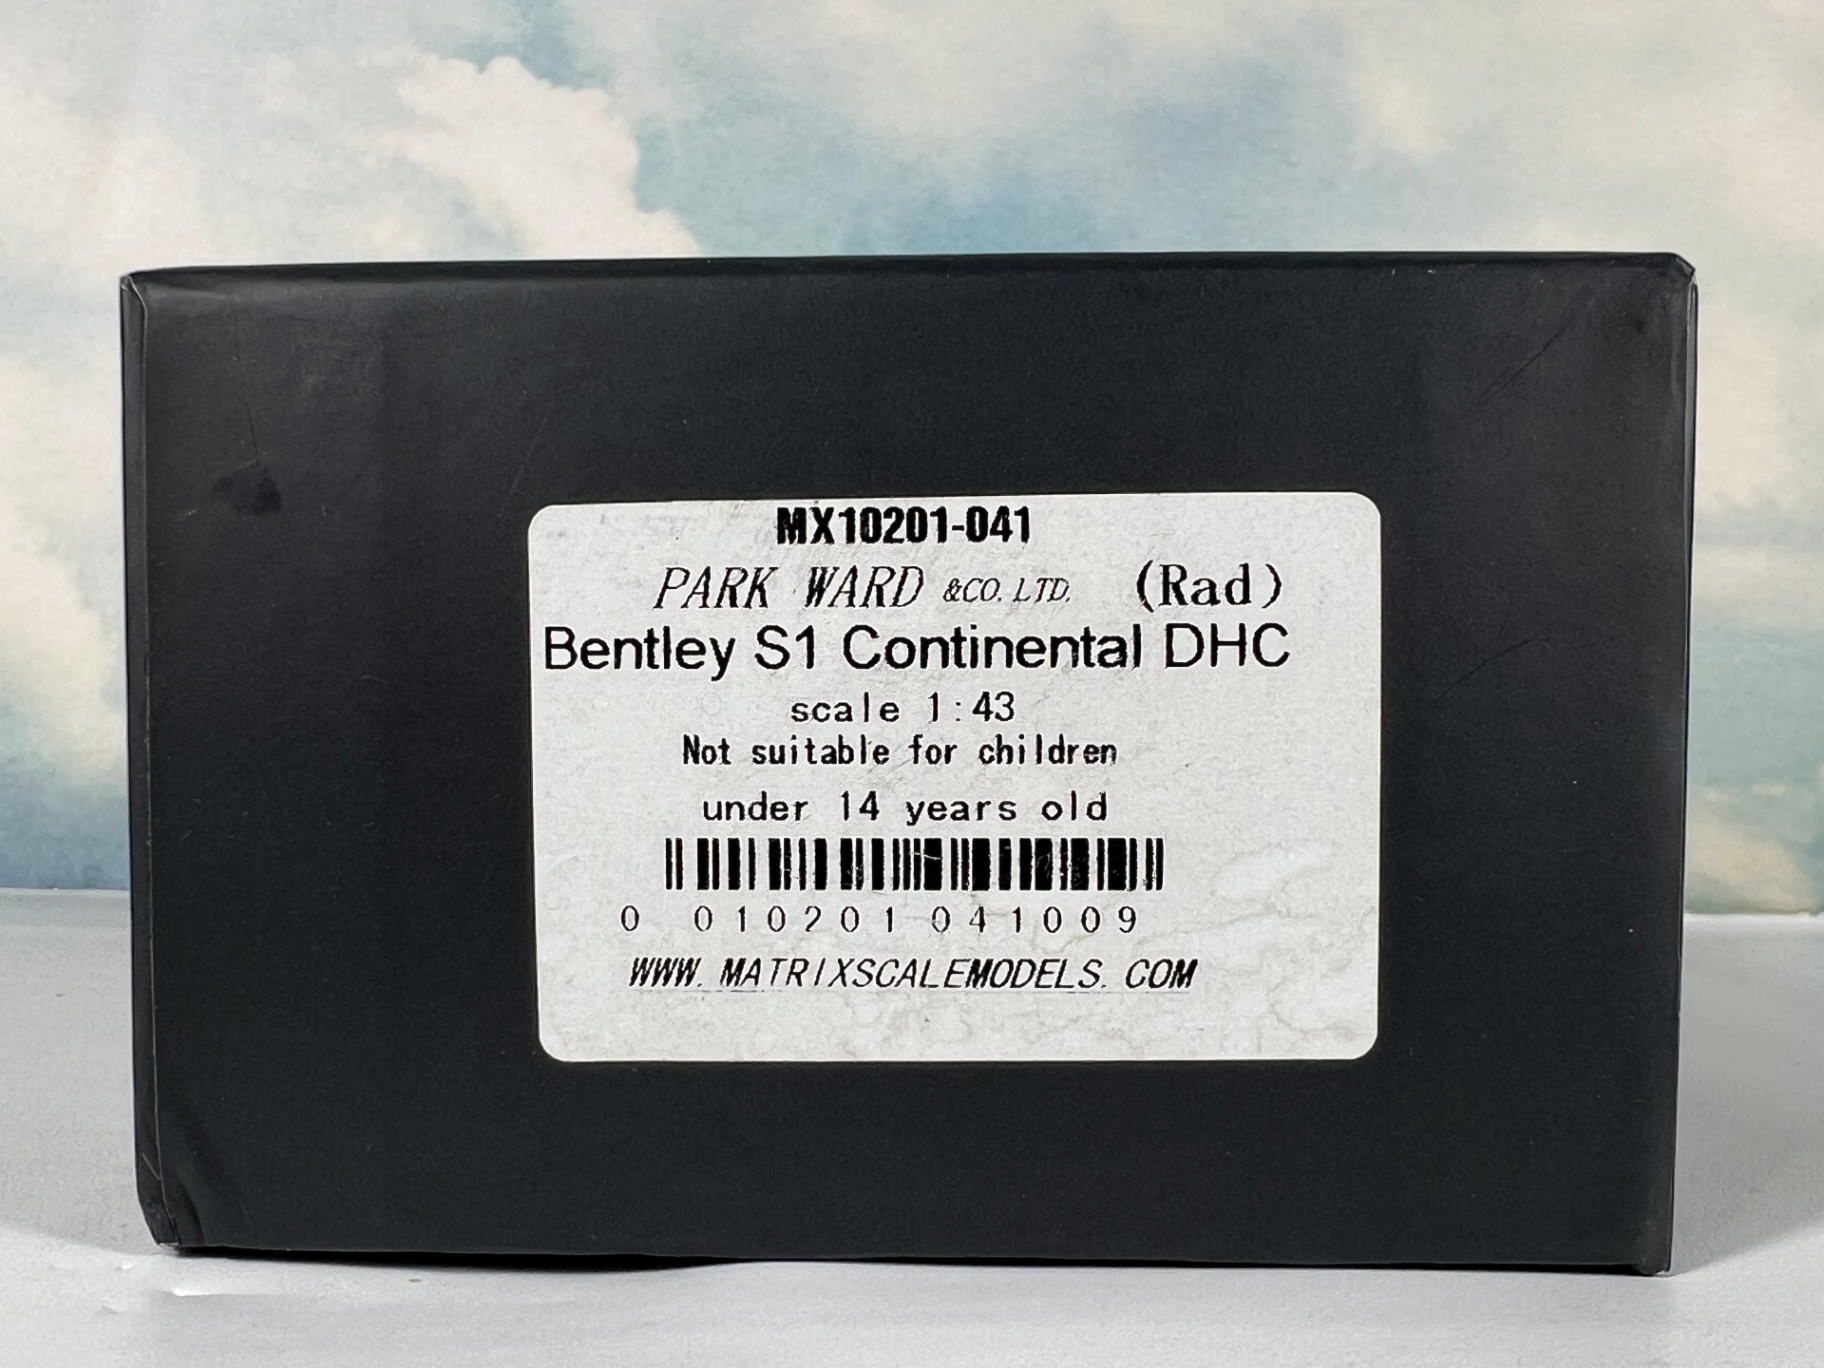 MX10201-041
PARK WARD &CO. LTD. (Rad)
Bentley S1 Continental DHC
scale 1:43
Not suitable for children
under 14 years old
0 010201 041009
WWW.MATRIXSCALEMODELS.COM